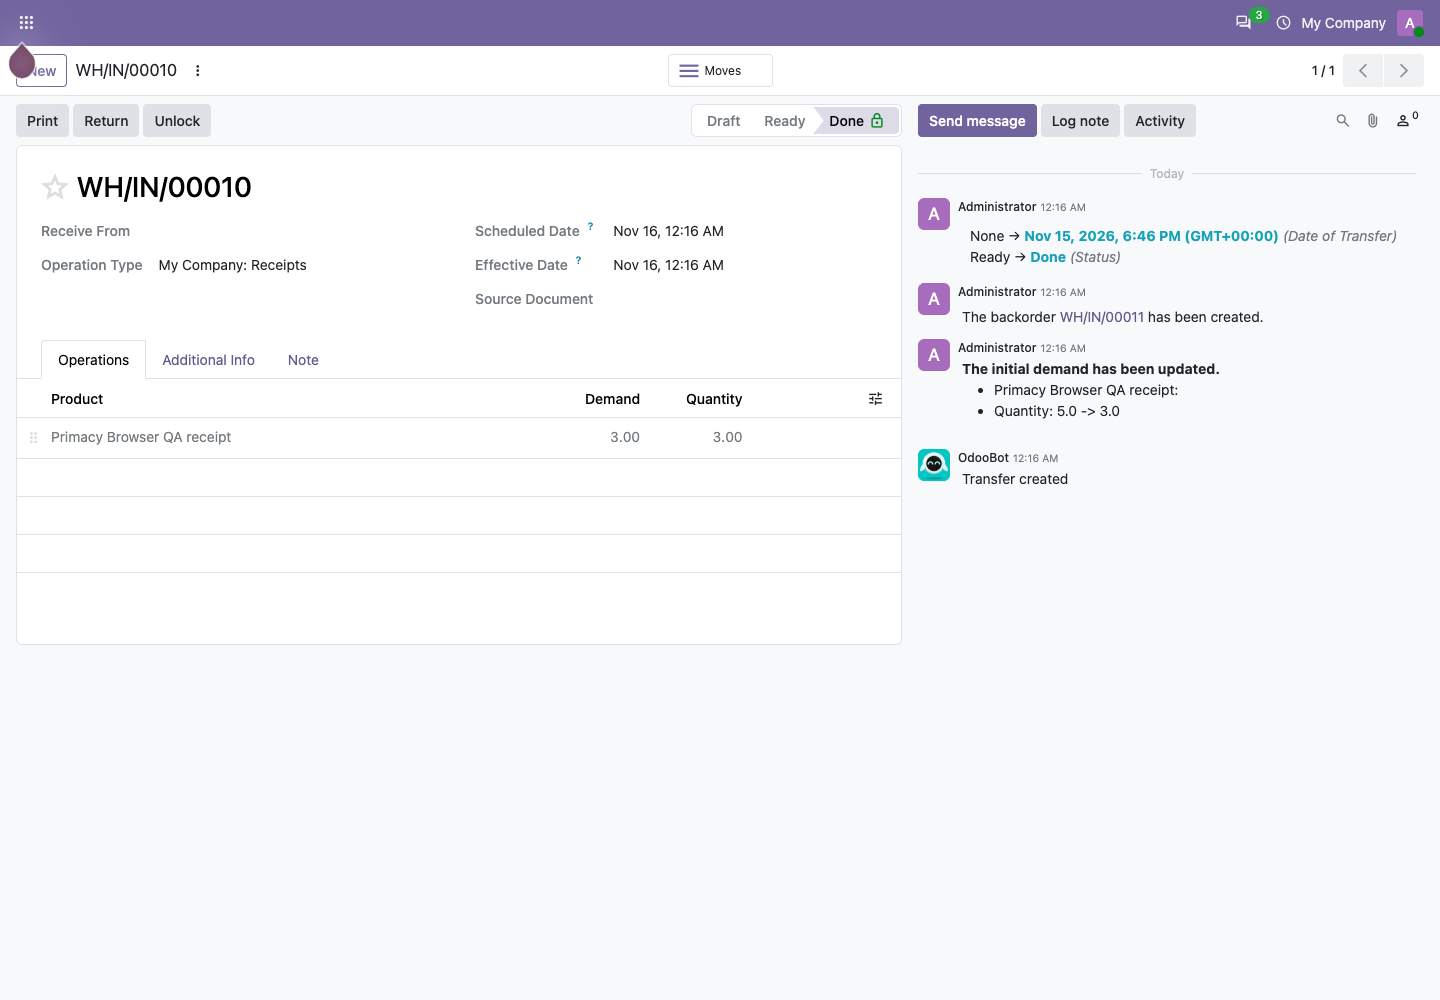 3
My Company
A
New
WH/IN/00010
Moves
1 / 1
Print
Return
Unlock
Draft
Ready
Done
Send message
Log note
Activity
0
WH/IN/00010
Receive From
Operation Type
My Company: Receipts
Scheduled Date ?
Nov 16, 12:16 AM
Effective Date ?
Nov 16, 12:16 AM
Source Document
Operations
Additional Info
Note
Product
Demand
Quantity
Primacy Browser QA receipt
3.00
3.00
Today
A
Administrator 12:16 AM
None → Nov 15, 2026, 6:46 PM (GMT+00:00) (Date of Transfer)
Ready → Done (Status)
A
Administrator 12:16 AM
The backorder WH/IN/00011 has been created.
A
Administrator 12:16 AM
The initial demand has been updated.
• Primacy Browser QA receipt:
• Quantity: 5.0 -> 3.0
OdooBot 12:16 AM
Transfer created